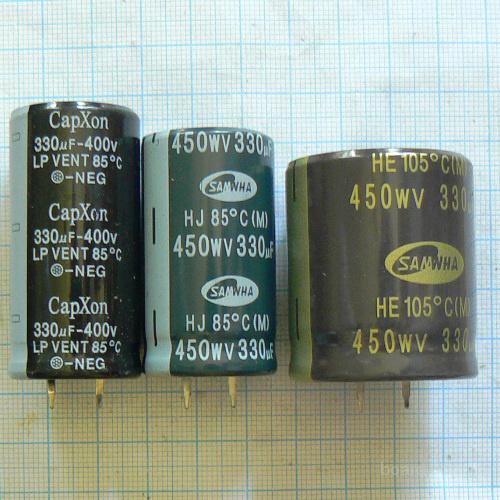 CapXon
330µF-400V
LP VENT 85°C
-NEG
CapXon
330µF-400V
LP VENT 85°C
-NEG
CapXon
330µF-400V
LP VENT 85°C
-NEG
450WV 330µF
SAMWHA
HJ 85°C(M)
450WV 330µF
SAMWHA
HJ 85°C(M)
450WV 330µF
HE 105°C(M)
450WV 330
SAMWHA
HE 105°C(M)
450WV 330